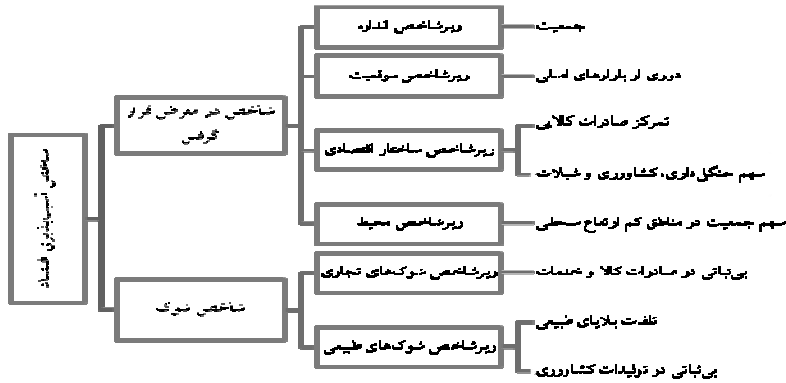 شاخص آسیب‌پذیری اقتصاد
شاخص در معرض قرار
گرفتن
شاخص شوک
زیرشاخص اندازه
زیرشاخص موقعیت
زیرشاخص ساختار اقتصادی
زیرشاخص محیط
زیرشاخص شوک‌های تجاری
زیرشاخص شوک‌های طبیعی
جمعیت
دوری از بازارهای اصلی
تمرکز صادرات کالایی
سهم جنگل‌داری، کشاورزی و شیلات
سهم جمعیت در مناطق کم ارتفاع ساحلی
بی‌ثباتی در صادرات کالا و خدمات
تلفات بلایای طبیعی
بی‌ثباتی در تولیدات کشاورزی